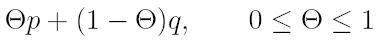 Θp + (1 − Θ)q, 0 ≤ Θ ≤ 1